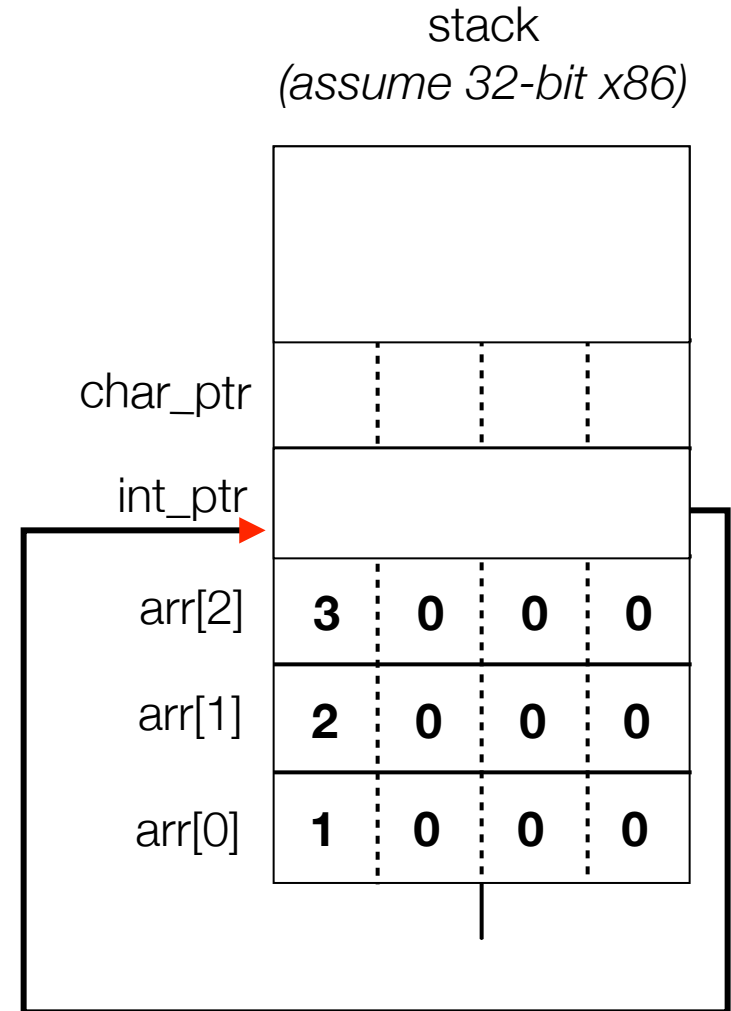 stack
(assume 32-bit x86)
char_ptr
int_ptr
arr[2] 3 0 0 0
arr[1] 2 0 0 0
arr[0] 1 0 0 0